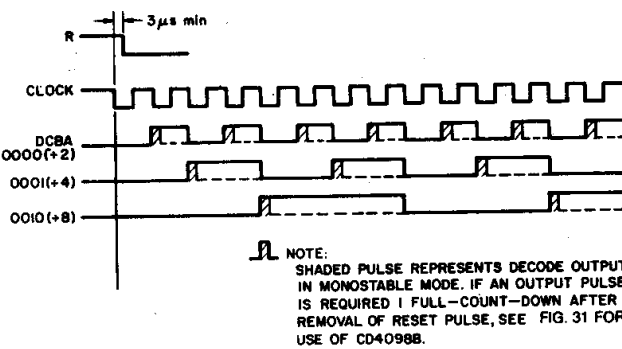 3μs min
R
CLOCK
DCBA
0000(÷2)
0001(÷4)
0010(÷8)
NOTE:
SHADED PULSE REPRESENTS DECODE OUTPUT
IN MONOSTABLE MODE. IF AN OUTPUT PULSE
IS REQUIRED I FULL-COUNT-DOWN AFTER
REMOVAL OF RESET PULSE, SEE FIG. 31 FOR
USE OF CD4098B.